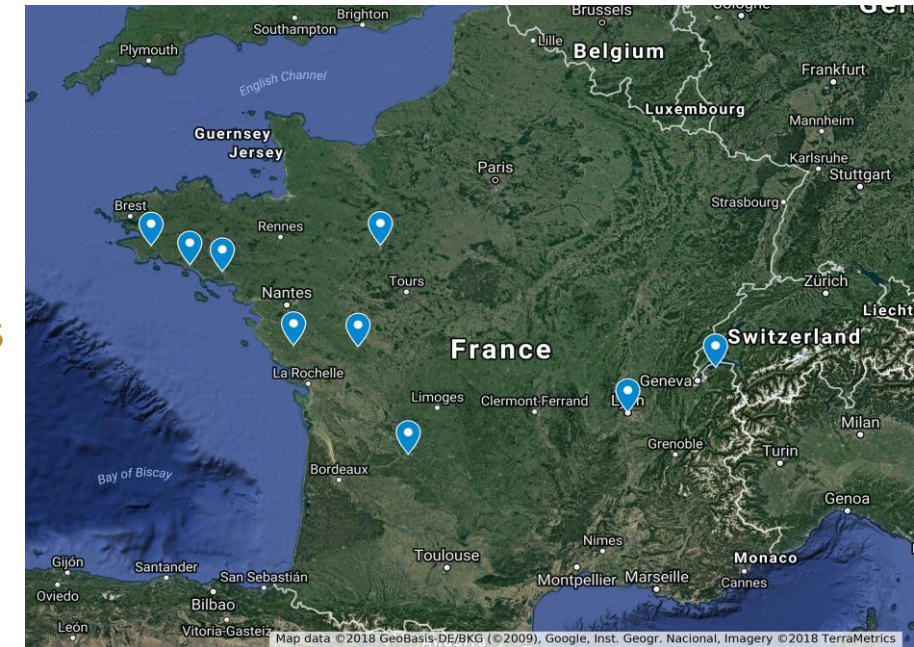 Brighton
Brussels
Southampton
Plymouth
Lille
Belgium
English Channel
Frankfurt
Luxembourg
Guernsey
Mannheim
Jersey
Paris
Karlsruhe
Stuttgart
Brest
Strasbourg
Rennes
Tours
Zürich
Nantes
Liecht
Switzerland
France
La Rochelle
Geneva
Limoges
Clermont-Ferrand
Milan
Grenoble
Turin
Bordeaux
Bay of Biscay
Genoa
Nimes
Toulouse
Monaco
Gijón
Santander
San Sebastián
Montpellier
Marseille
Cannes
Oviedo
Bilbao
León
Vitoria-Gasteiz
Map data ©2018 GeoBasis-DE/BKG (©2009), Google, Inst. Geogr. Nacional, Imagery ©2018 TerraMetrics
s